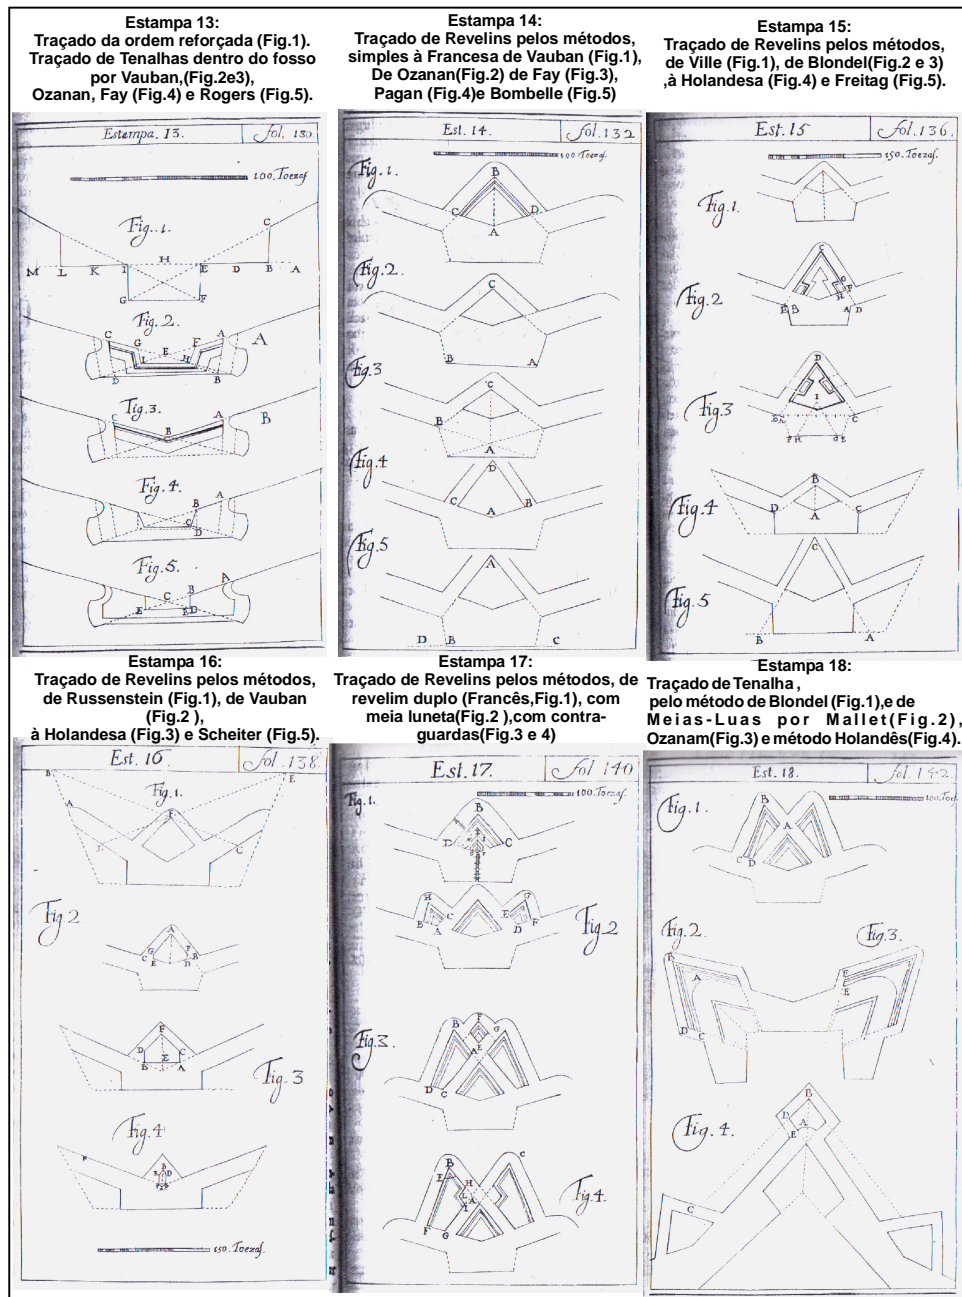 Estampa 13:
Traçado da ordem reforçada (Fig.1).
Traçado de Tenalhas dentro do fosso
por Vauban,(Fig.2e3),
Ozanan, Fay (Fig.4) e Rogers (Fig.5).
Estampa. 13. fol. 130.
100. Toezas
Fig. 1.
C
M L K I H E D B A
G F
Fig. 2.
C G E F A A
I H
D B
Fig. 3.
C B A B
Fig. 4.
B A
C
D
Fig. 5.
C B A
E E D
Estampa 14:
Traçado de Revelins pelos métodos,
simples à Francesa de Vauban (Fig.1),
De Ozanan(Fig.2) de Fay (Fig.3),
Pagan (Fig.4)e Bombelle (Fig.5)
Est. 14. fol. 132
100 Toezas
Fig. 1.
B
C D
A
Fig. 2.
C
B A
Fig. 3
C
B
A
Fig. 4
D
C B
A
Fig. 5
A
D B C
Estampa 15:
Traçado de Revelins pelos métodos,
de Ville (Fig.1), de Blondel(Fig.2 e 3)
,à Holandesa (Fig.4) e Freitag (Fig.5).
Est. 15 fol. 136.
150. Toezas
Fig. 1.
Fig. 2
C
G F
H
E B A D
Fig. 3
D
I
C
F H G E
Fig. 4
B
D A C
Fig. 5
C
B A
Estampa 16:
Traçado de Revelins pelos métodos,
de Russenstein (Fig.1), de Vauban
(Fig.2 ),
à Holandesa (Fig.3) e Scheiter (Fig.5).
Est. 16 fol. 138.
B E
A
Fig. 1.
F
L C
Fig. 2
A
G F
C E D B
Fig. 3
F
D E C
B A
Fig. 4
B
D
150. Toezas
Estampa 17:
Traçado de Revelins pelos métodos, de
revelim duplo (Francês,Fig.1), com
meia luneta(Fig.2 ),com contra-
guardas(Fig.3 e 4)
Est. 17. fol 140
100. Toezas
Fig. 1.
B
D C
Fig. 2
H G
B C E F
A D
Fig. 3.
F
B G
A E
D C
Fig. 4.
B C
E H
L A
I
F G
Estampa 18:
Traçado de Tenalha ,
pelo método de Blondel (Fig.1),e de
Meias-Luas por Mallet(Fig.2),
Ozanam(Fig.3) e método Holandês(Fig.4).
Est. 18. fol. 142
100. Toe
Fig. 1
B
A
C D
Fig. 2.
A
D C
Fig. 3.
F
E
Fig. 4.
B
D A
E
C